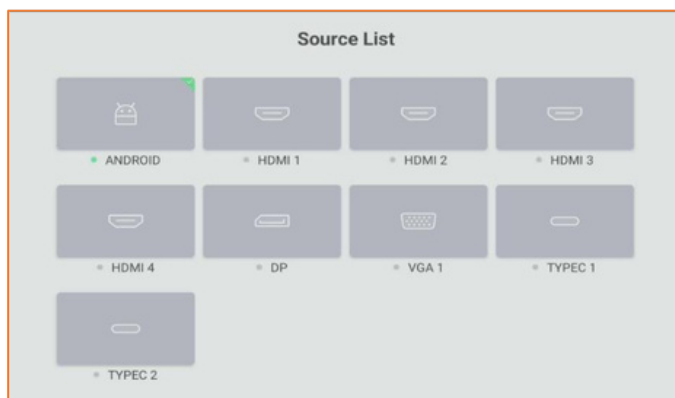 Source List
ANDROID
HDMI 1
HDMI 2
HDMI 3
HDMI 4
DP
VGA 1
TYPEC 1
TYPEC 2